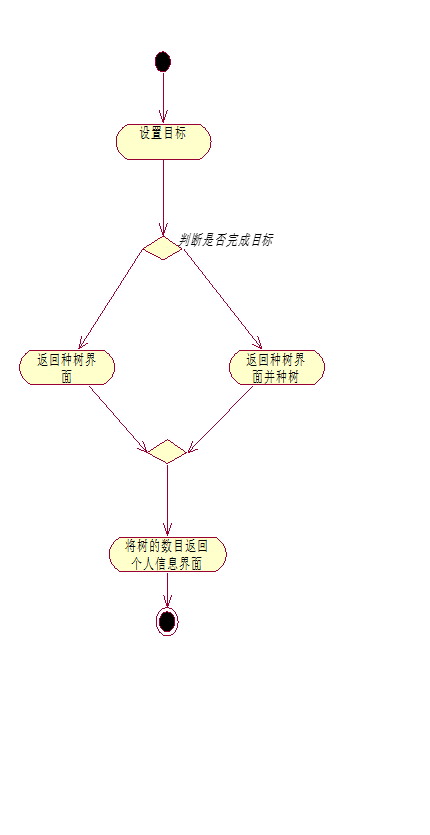 设置目标
判断是否完成目标
返回种树界
面
返回种树界
面并种树
将树的数目返回
个人信息界面